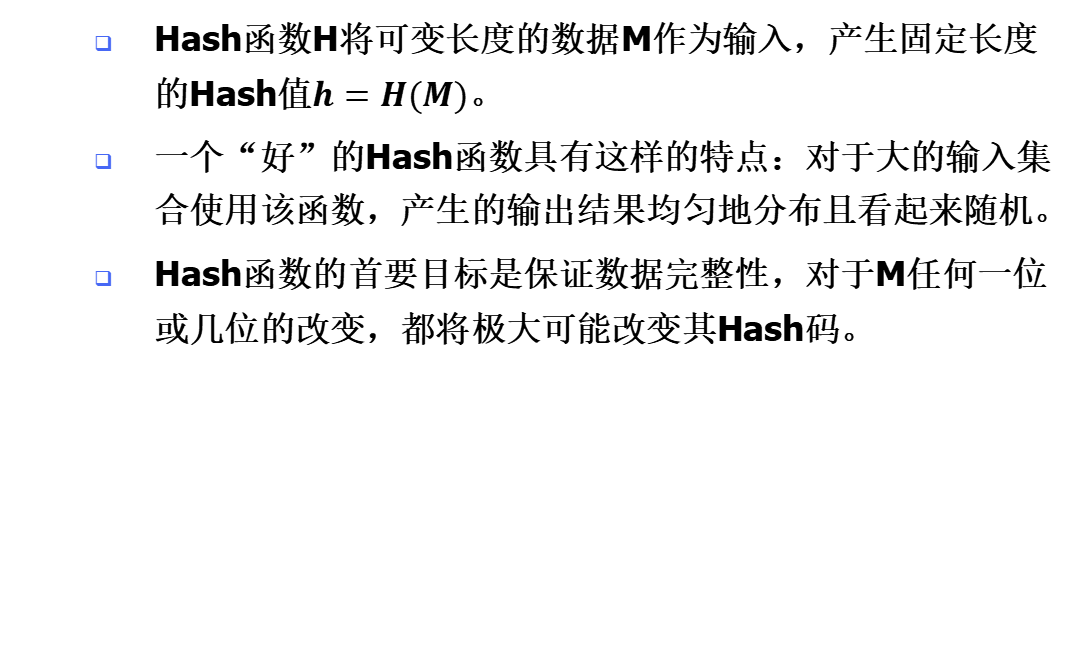 Hash函数H将可变长度的数据M作为输入，产生固定长度
的Hash值h = H(M)。
一个“好”的Hash函数具有这样的特点：对于大的输入集
合使用该函数，产生的输出结果均匀地分布且看起来随机。
Hash函数的首要目标是保证数据完整性，对于M任何一位
或几位的改变，都将极大可能改变其Hash码。